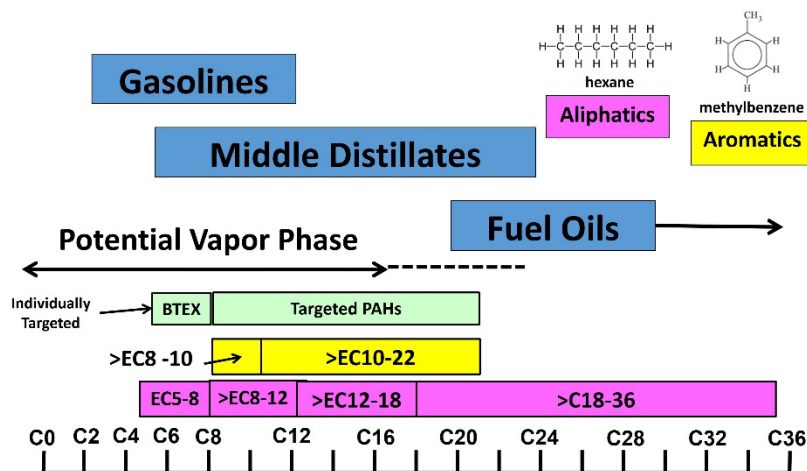 H H H H H H
H-C-C-C-C-C-C-H
H H H H H H
hexane
CH₃
H H
H H
H
methylbenzene
Gasolines
Aliphatics
Aromatics
Middle Distillates
Fuel Oils
Potential Vapor Phase
Individually
Targeted
BTEX
Targeted PAHs
>EC8 -10
>EC10-22
EC5-8
>EC8-12
>EC12-18
>C18-36
C0 C2 C4 C6 C8 C12 C16 C20 C24 C28 C32 C36